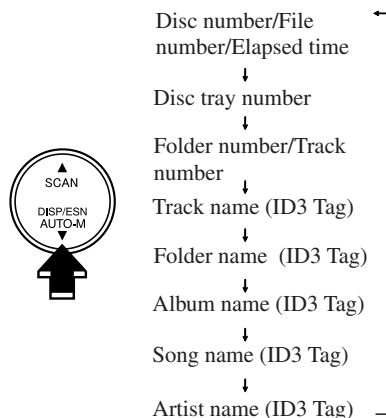 Disc number/File
number/Elapsed time
Disc tray number
Folder number/Track
number
Track name (ID3 Tag)
Folder name (ID3 Tag)
Album name (ID3 Tag)
Song name (ID3 Tag)
Artist name (ID3 Tag)
SCAN
DISP/ESN
AUTO-M